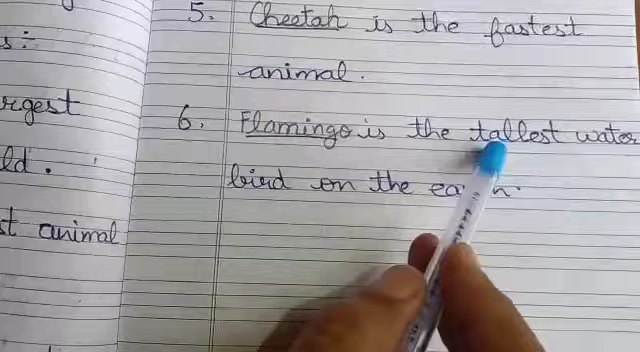 s:
rgest
ld.
st animal
5. Cheetah is the fastest
animal.
6. Flamingo is the tallest water
bird on the